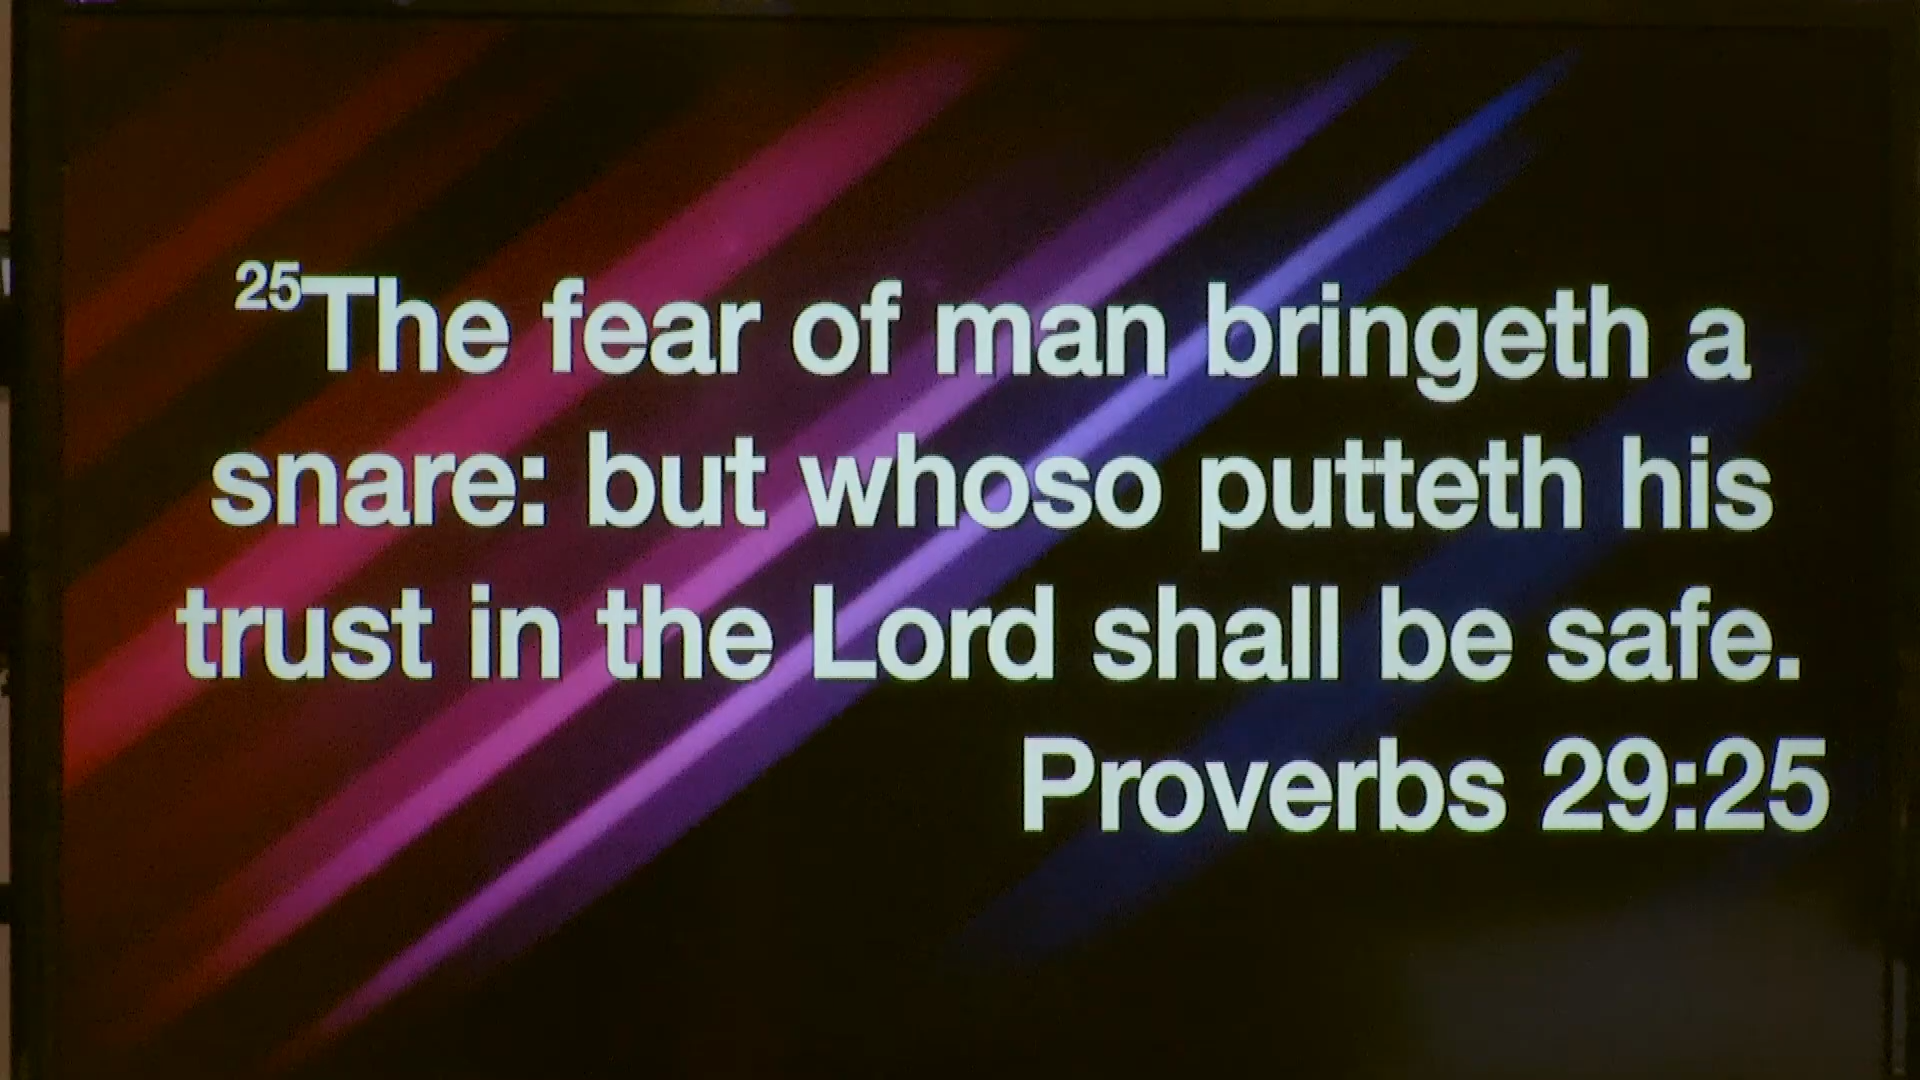 25The fear of man bringeth a
snare: but whoso putteth his
trust in the Lord shall be safe.
Proverbs 29:25